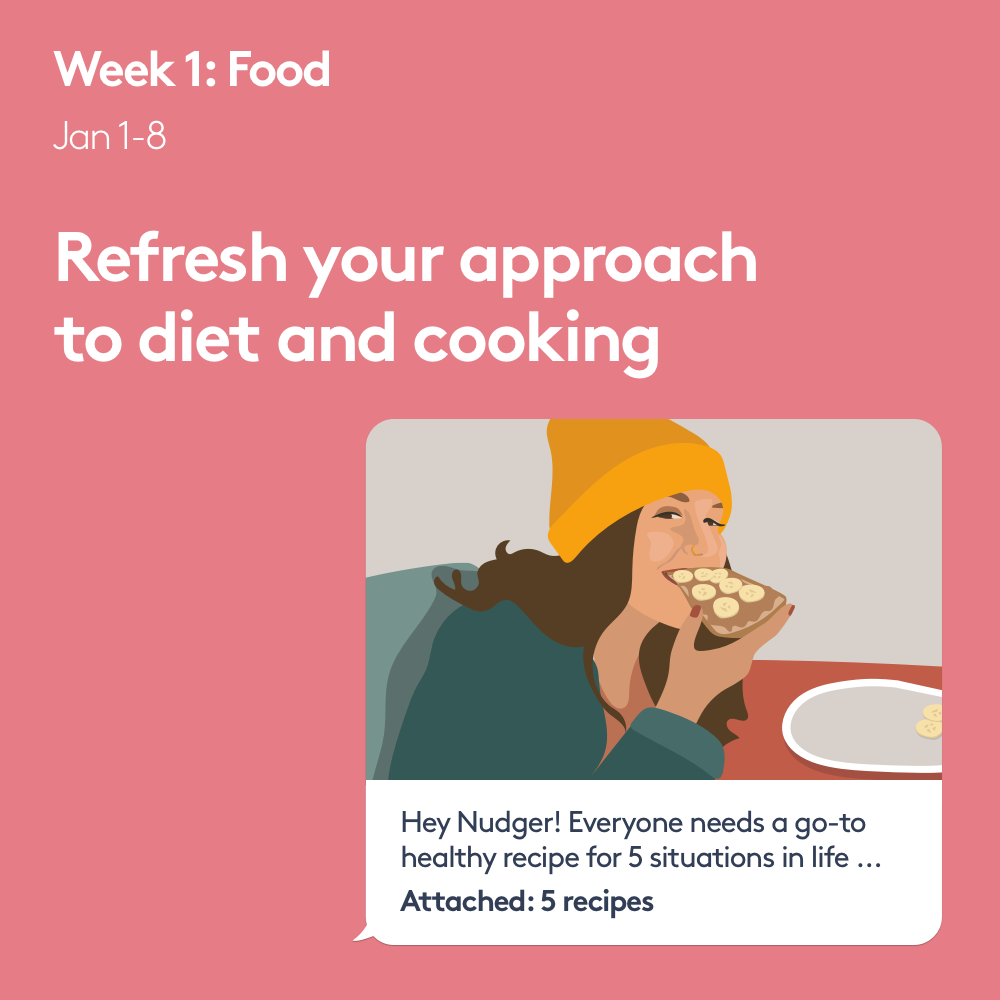 Week 1: Food
Jan 1-8
Refresh your approach
to diet and cooking
Hey Nudger! Everyone needs a go-to
healthy recipe for 5 situations in life ...
Attached: 5 recipes